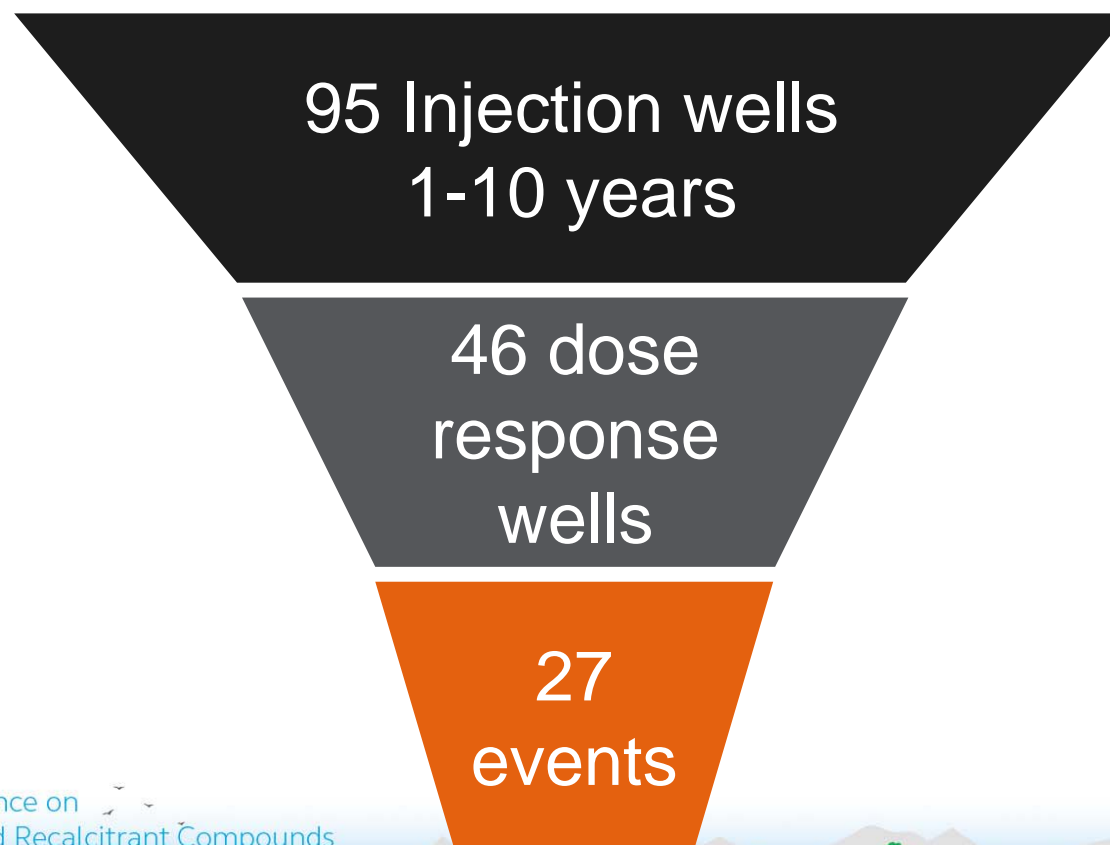 95 Injection wells
1-10 years
46 dose
response
wells
27
events
nce on
d Recalcitrant Compounds